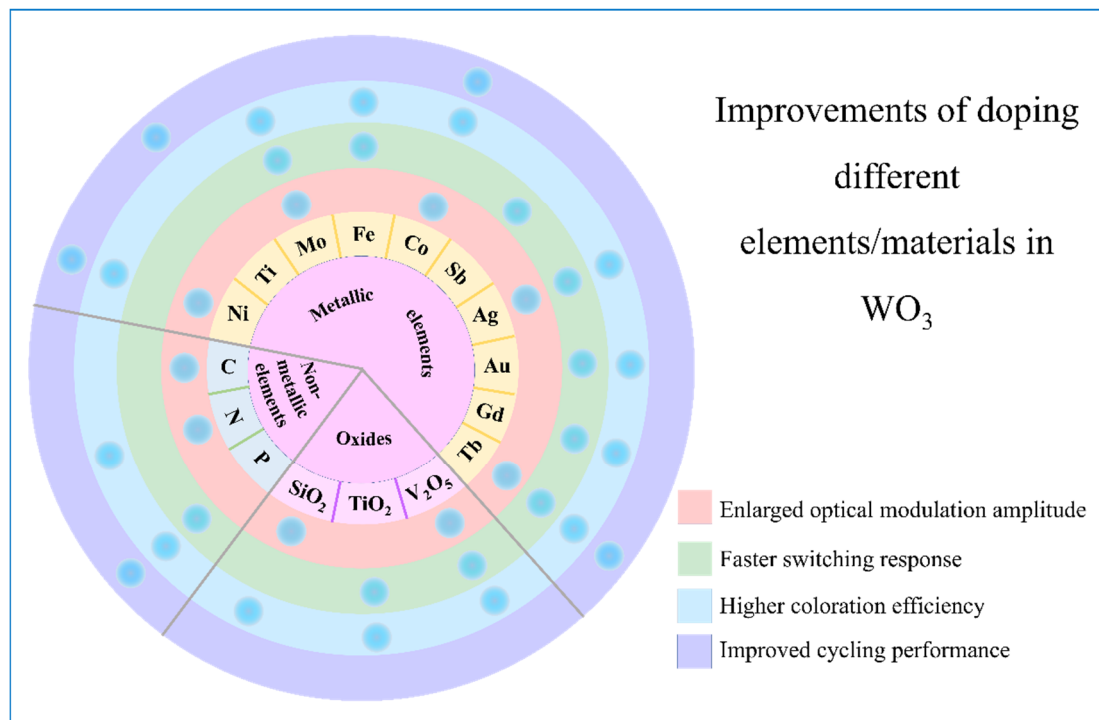 Improvements of doping
different
elements/materials in
WO₃
Metallic
elements
Non-
metallic
elements
Oxides
Ni
Ti
Mo
Fe
Co
Sb
Ag
Au
Gd
Tb
V₂O₅
TiO₂
SiO₂
P
N
C
Enlarged optical modulation amplitude
Faster switching response
Higher coloration efficiency
Improved cycling performance